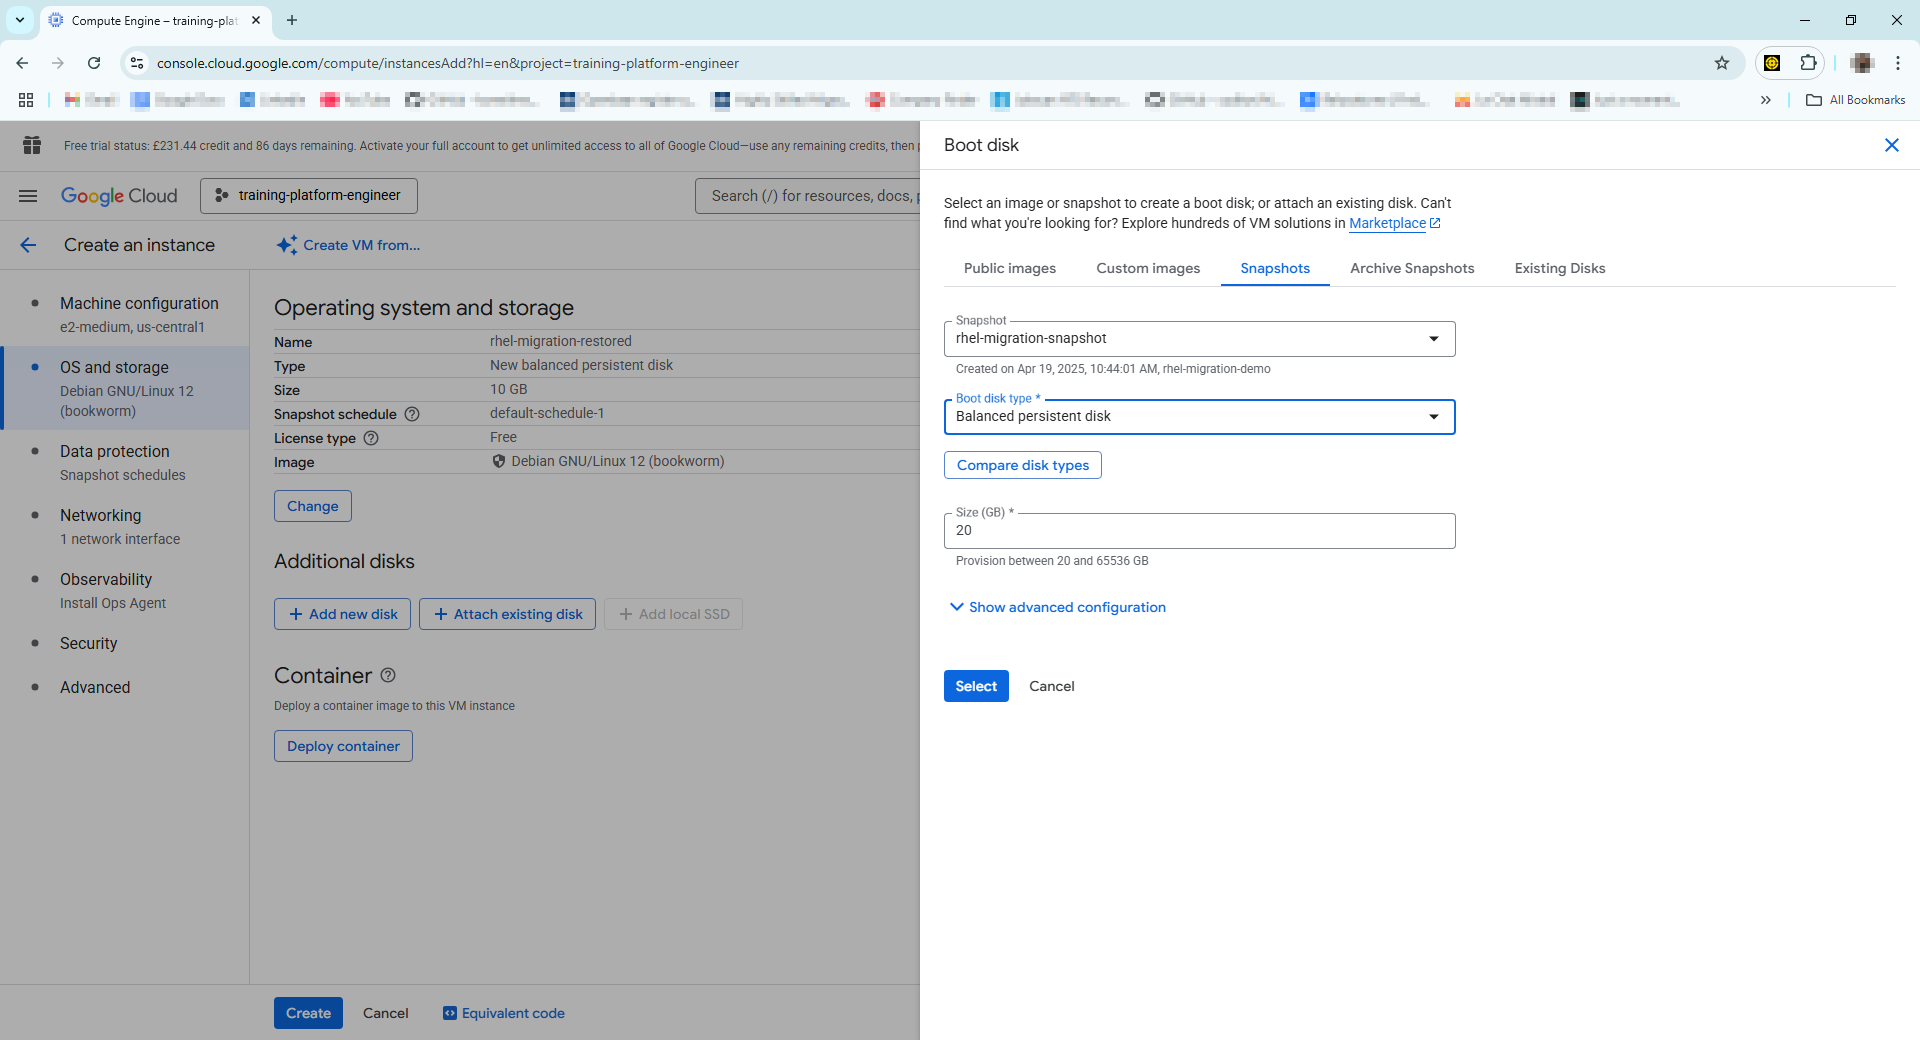 Compute Engine – training-plat
console.cloud.google.com/compute/instancesAdd?hl=en&project=training-platform-engineer
All Bookmarks
Free trial status: £231.44 credit and 86 days remaining. Activate your full account to get unlimited access to all of Google Cloud—use any remaining credits, then
Google Cloud
training-platform-engineer
Search (/) for resources, docs,
Create an instance
Create VM from...
Machine configuration
e2-medium, us-central1
OS and storage
Debian GNU/Linux 12
(bookworm)
Data protection
Snapshot schedules
Networking
1 network interface
Observability
Install Ops Agent
Security
Advanced
Operating system and storage
Name rhel-migration-restored
Type New balanced persistent disk
Size 10 GB
Snapshot schedule default-schedule-1
License type Free
Image Debian GNU/Linux 12 (bookworm)
Change
Additional disks
+ Add new disk
+ Attach existing disk
+ Add local SSD
Container
Deploy a container image to this VM instance
Deploy container
Create
Cancel
Equivalent code
Boot disk
Select an image or snapshot to create a boot disk; or attach an existing disk. Can't
find what you're looking for? Explore hundreds of VM solutions in Marketplace
Public images
Custom images
Snapshots
Archive Snapshots
Existing Disks
Snapshot
rhel-migration-snapshot
Created on Apr 19, 2025, 10:44:01 AM, rhel-migration-demo
Boot disk type *
Balanced persistent disk
Compare disk types
Size (GB) *
20
Provision between 20 and 65536 GB
Show advanced configuration
Select
Cancel